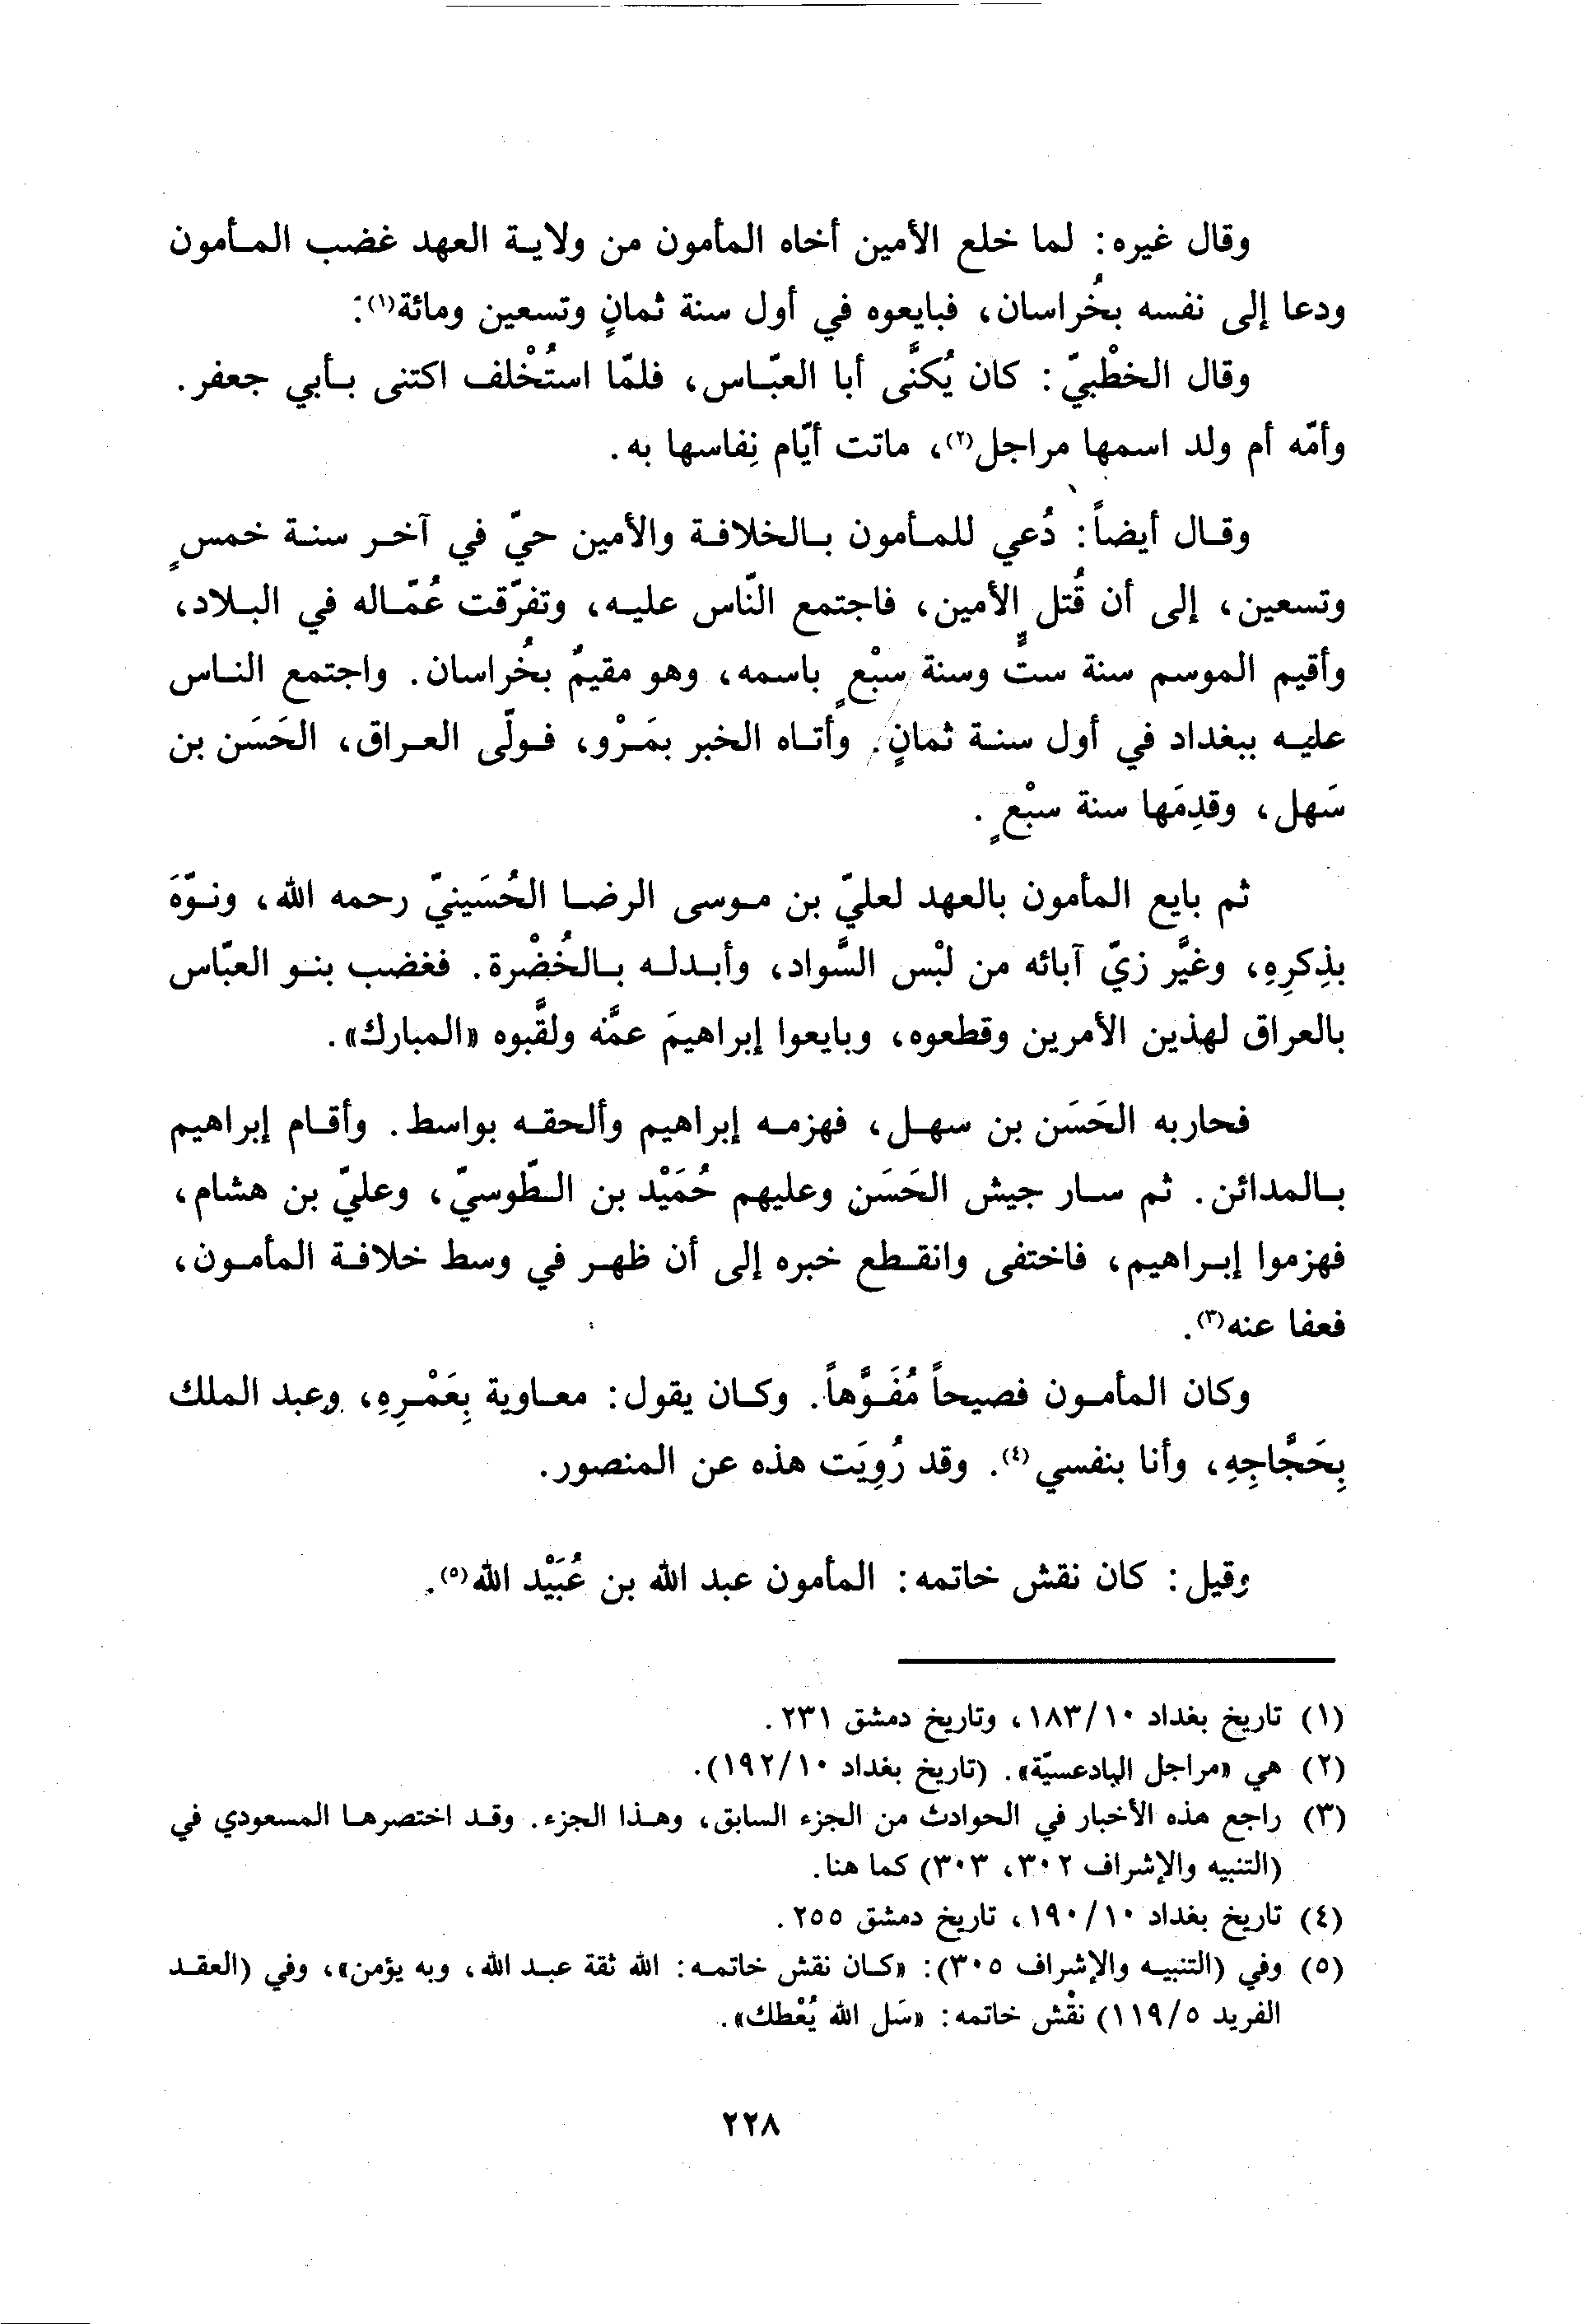 وقال غيره: لما خلع الأمين أخاه المأمون من ولاية العهد غضب المأمون
ودعا إلى نفسه بخُراسان، فبايعوه في أول سنة ثمانٍ وتسعين ومائة(١).
وقال الخطْبيّ: كان يُكنَّى أبا العبّاس، فلمّا استُخْلف اكتنى بأبي جعفر.
وأمّه أم ولد اسمها مراجل(٢)، ماتت أيّام نِفاسها به.
وقال أيضاً: دُعي للمأمون بالخلافة والأمين حيّ في آخر سنة خمسٍ
وتسعين، إلى أن قُتل الأمين، فاجتمع النّاس عليه، وتفرّقت عُمّاله في البلاد،
وأقيم الموسم سنة ستٍّ وسنة سبْعٍ باسمه، وهو مقيمٌ بخُراسان. واجتمع الناس
عليه ببغداد في أول سنة ثمانٍ. وأتاه الخبر بمَرْو، فولّى العراق، الحَسَن بن
سَهل، وقدِمَها سنة سبْعٍ.
ثم بايع المأمون بالعهد لعليّ بن موسى الرضا الحُسَينيّ رحمه الله، ونوّهَ
بذِكرِهِ، وغيَّر زيّ آبائه من لبْس السَّواد، وأبدله بالخُضْرة. فغضب بنو العبّاس
بالعراق لهذين الأمرين وقطعوه، وبايعوا إبراهيمَ عمَّه ولقَّبوه «المبارك».
فحاربه الحَسَن بن سهل، فهزمه إبراهيم وألحقه بواسط. وأقام إبراهيم
بالمدائن. ثم سار جيش الحَسَن وعليهم حُمَيْد بن الطّوسيّ، وعليّ بن هشام،
فهزموا إبراهيم، فاختفى وانقطع خبره إلى أن ظهر في وسط خلافة المأمون،
فعفا عنه(٣).
وكان المأمون فصيحاً مُفَوَّهاً. وكان يقول: معاوية بِعَمْرِهِ، وعبد الملك
بِحَجَّاجِهِ، وأنا بنفسي(٤). وقد رُوِيَت هذه عن المنصور.
وقيل: كان نقش خاتمه: المأمون عبد الله بن عُبَيْد الله(٥).
(١) تاريخ بغداد ١٨٣/١٠، وتاريخ دمشق ٢٣١.
(٢) هي «مراجل البادعسيّة». (تاريخ بغداد ١٩٢/١٠).
(٣) راجع هذه الأخبار في الحوادث من الجزء السابق، وهذا الجزء. وقد اختصرها المسعودي في
(التنبيه والإشراف ٣٠٢، ٣٠٣) كما هنا.
(٤) تاريخ بغداد ١٩٠/١٠، تاريخ دمشق ٢٥٥.
(٥) وفي (التنبيه والإشراف ٣٠٥): «كان نقش خاتمه: الله ثقة عبد الله، وبه يؤمن»، وفي (العقد
الفريد ١١٩/٥) نقْش خاتمه: «سَل الله يُعْطك».
٢٢٨